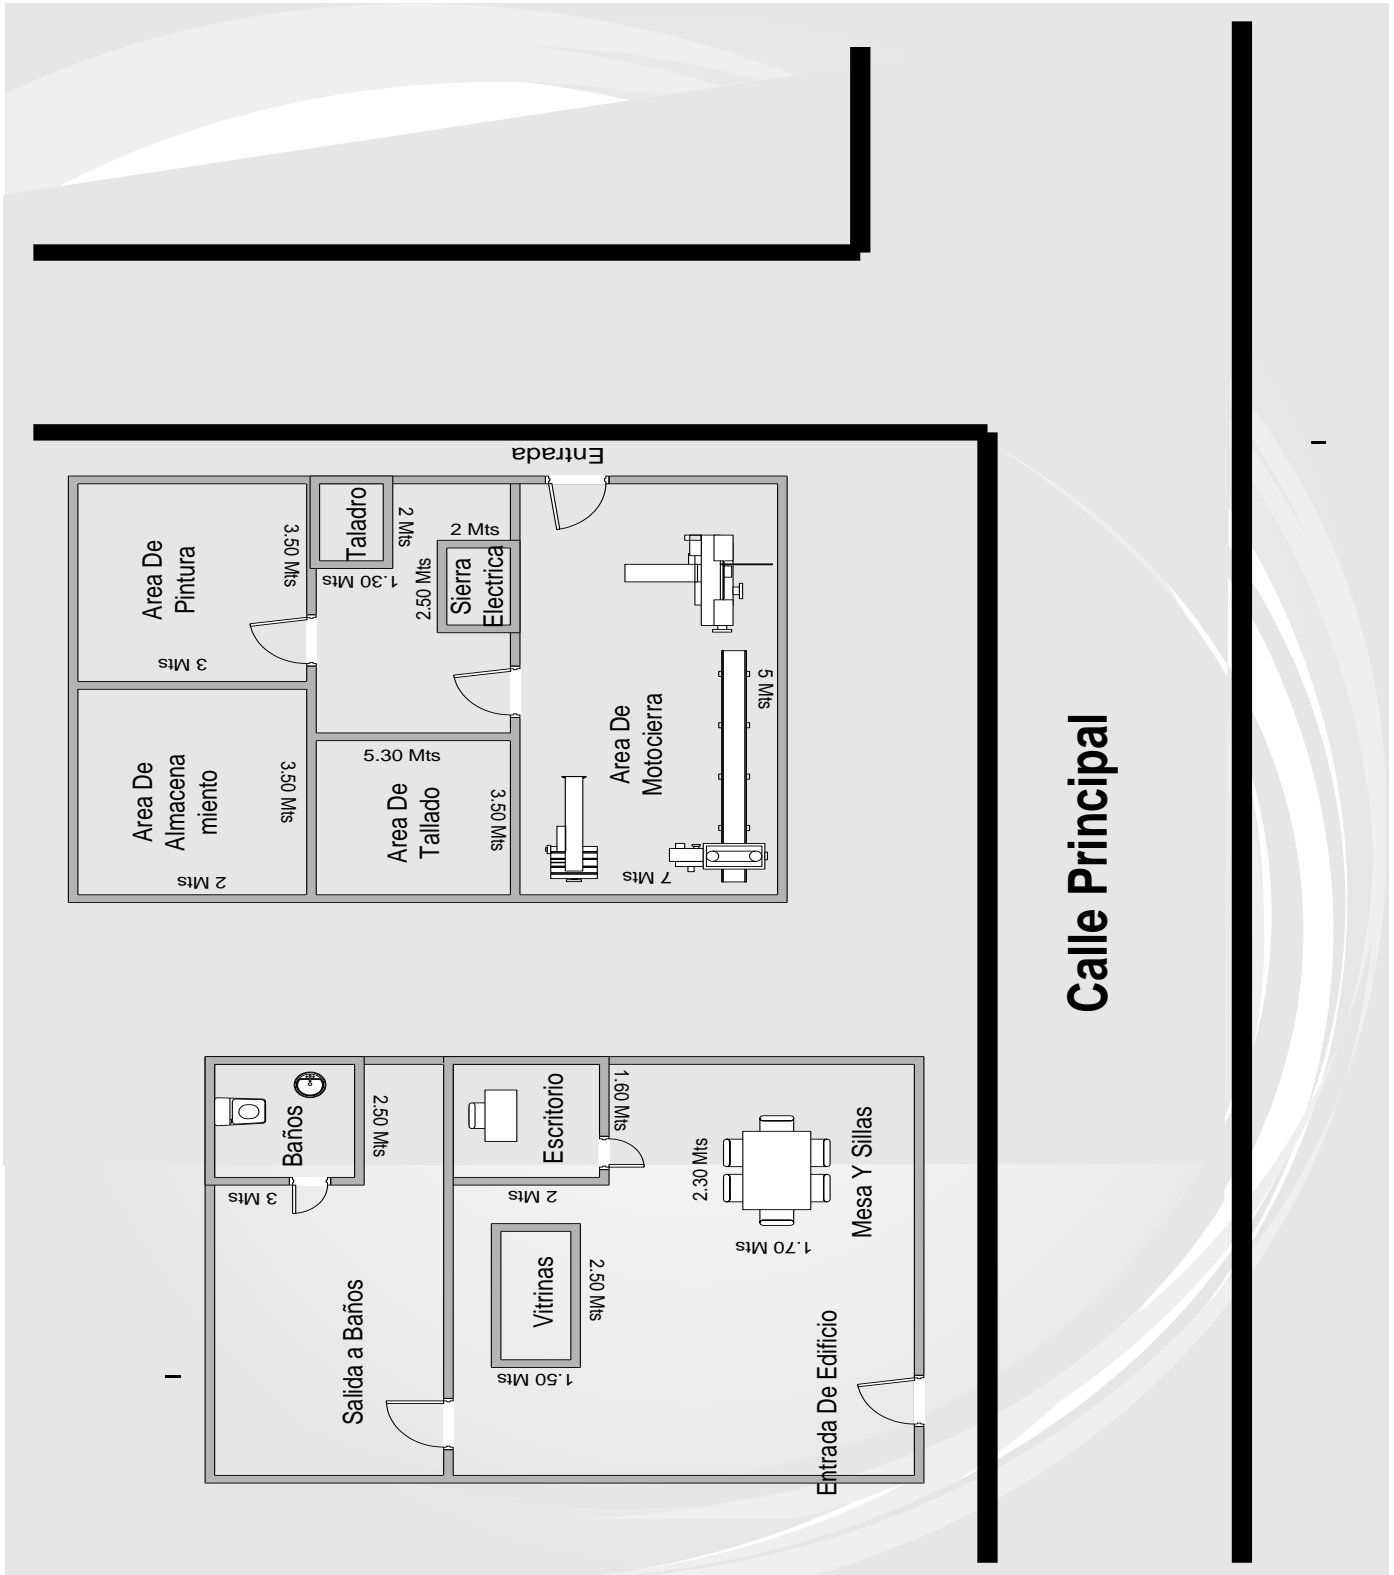 Entrada
Taladro
2 Mts
1.30 Mts
2 Mts
2.50 Mts
Sierra
Electrica
Area De
Pintura
3.50 Mts
3 Mts
Area De
Almacena
miento
3.50 Mts
2 Mts
5.30 Mts
Area De
Tallado
3.50 Mts
Area De
Motocierra
5 Mts
7 Mts
Calle Principal
Baños
2.50 Mts
3 Mts
Escritorio
1.60 Mts
2 Mts
2.30 Mts
1.70 Mts
Mesa Y Sillas
Vitrinas
2.50 Mts
1.50 Mts
Salida a Baños
Entrada De Edificio